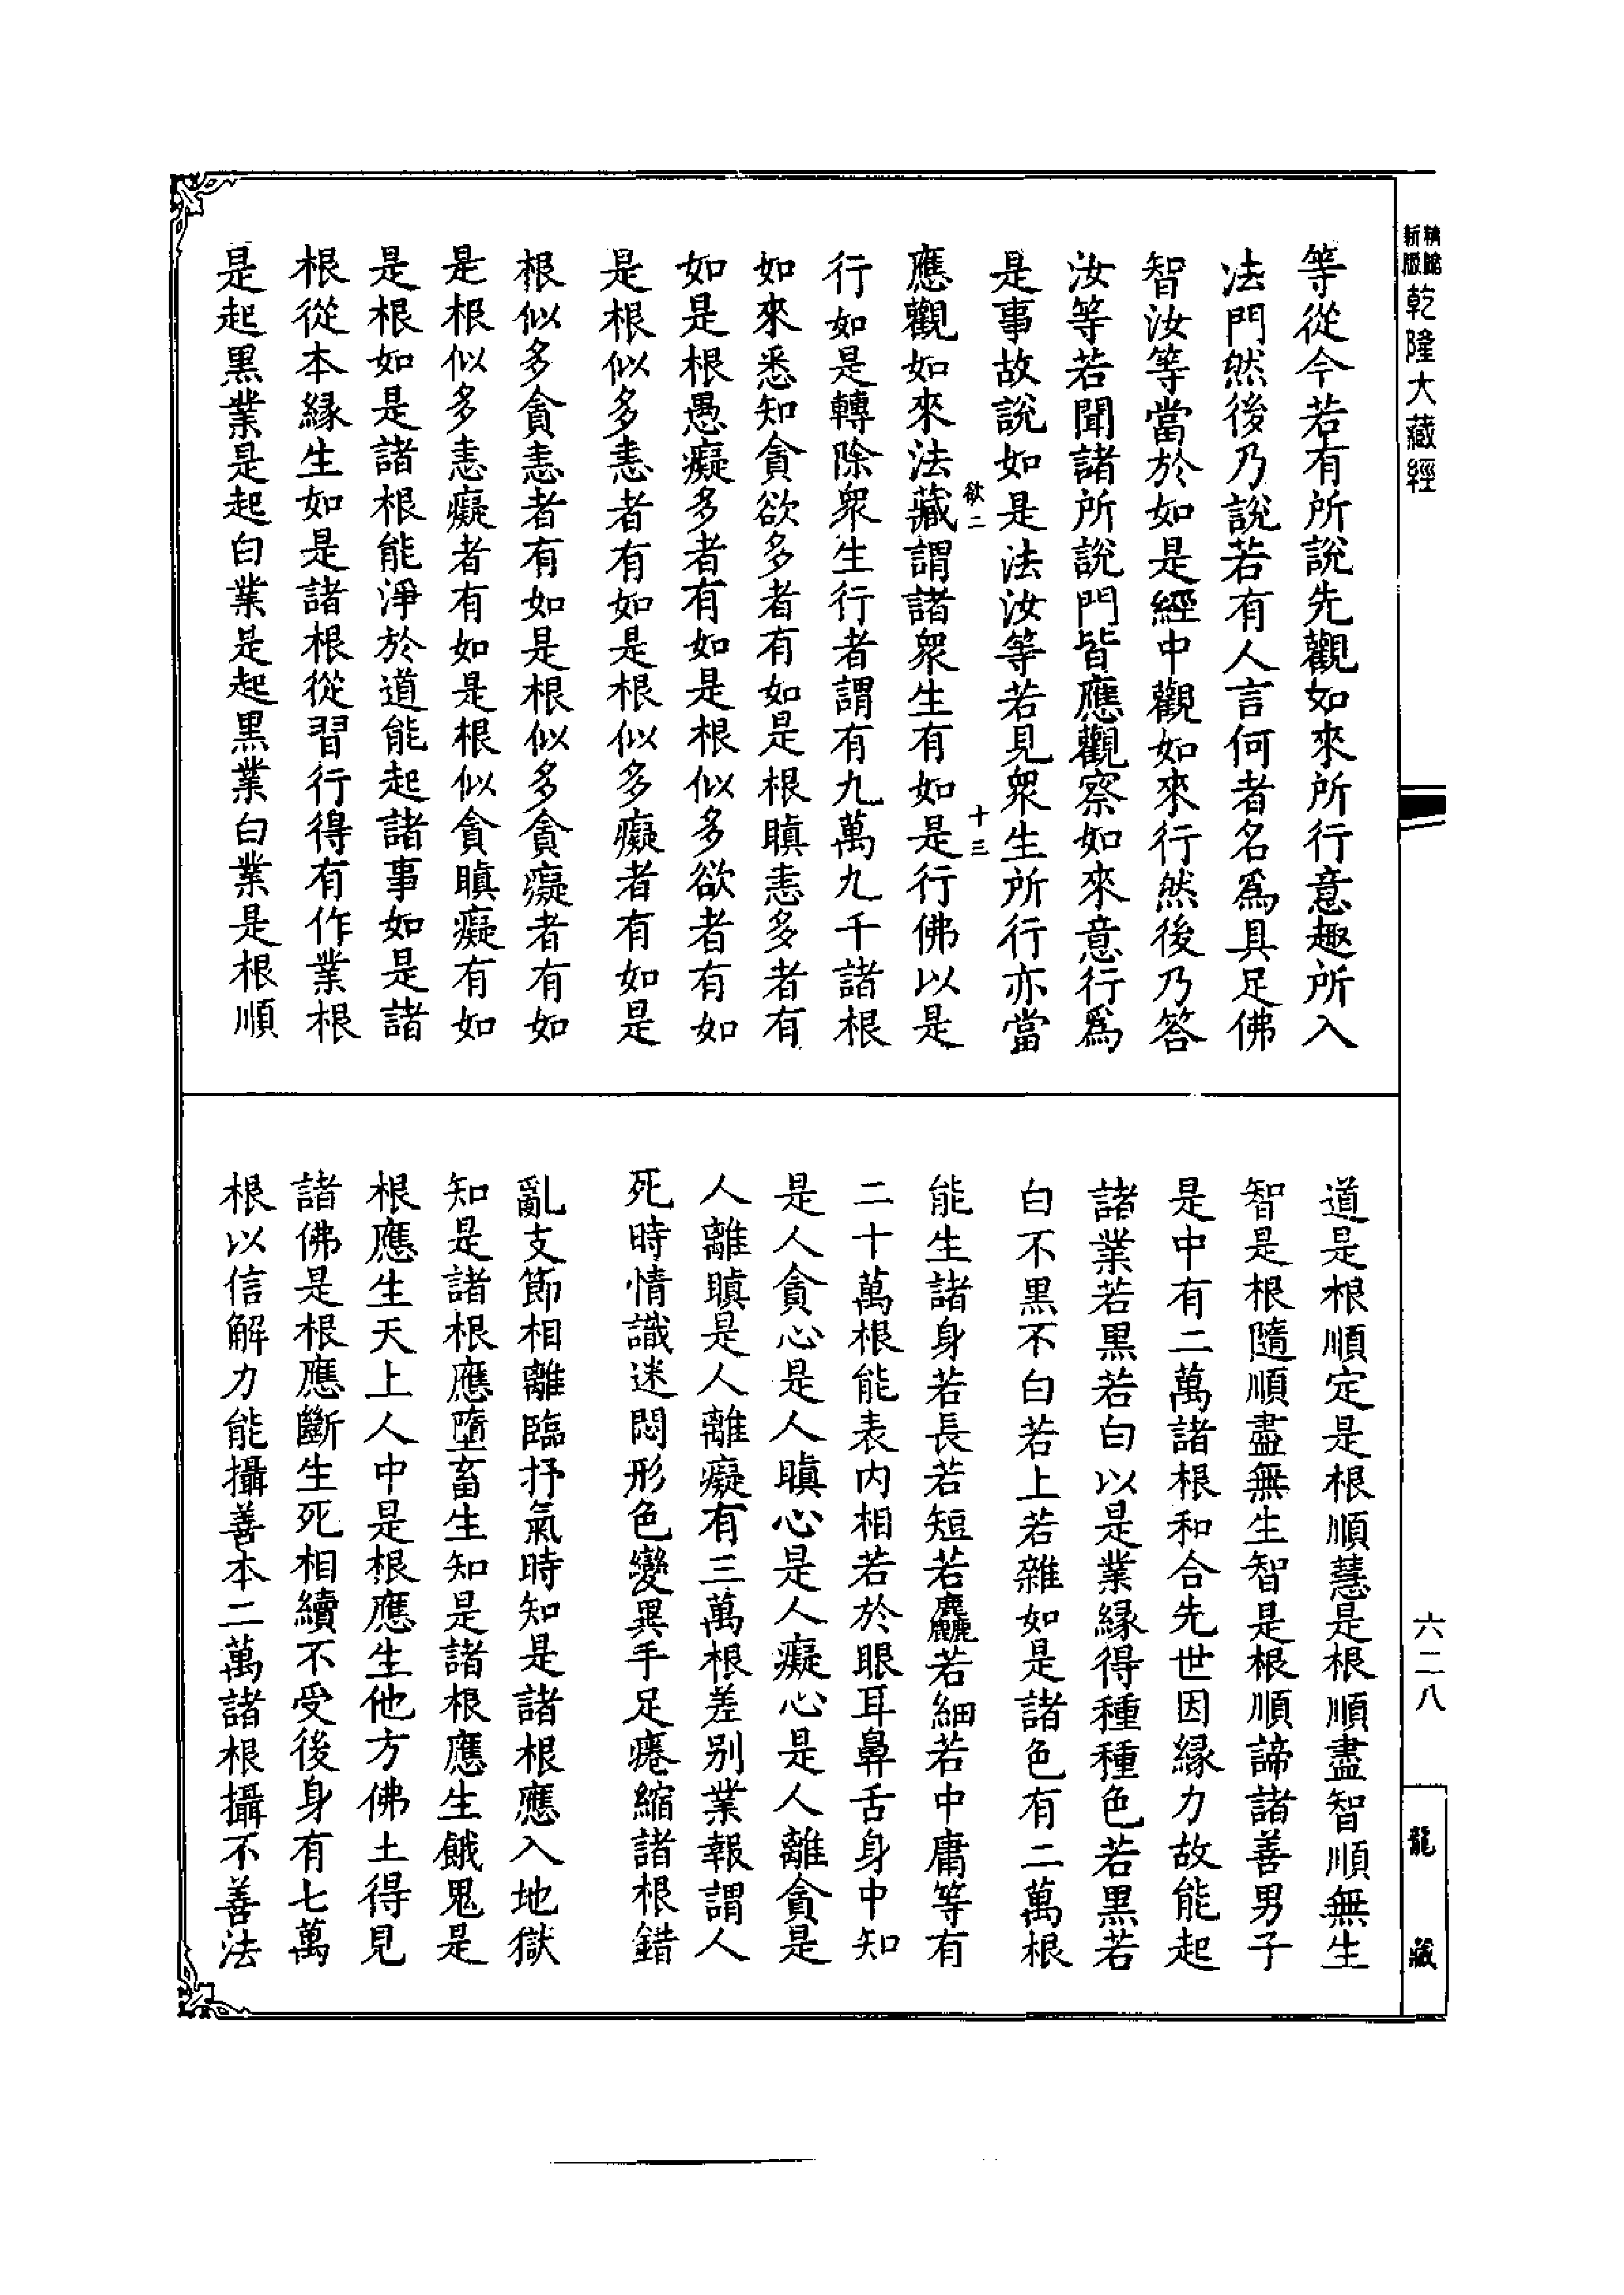 精縮新版乾隆大藏經
等從今若有所說先觀如來所行意趣所入
法門然後乃說若有人言何者名爲具足佛
智汝等當於如是經中觀如來行然後乃答
汝等若聞諸所說門皆應觀察如來意行爲
是事故說如是法汝等若見衆生所行亦當
欲二 十三
應觀如來法藏謂諸衆生有如是行佛以是
行如是轉除衆生行者謂有九萬九千諸根
如來悉知貪欲多者有如是根瞋恚多者有
如是根愚癡多者有如是根似多欲者有如
是根似多恚者有如是根似多癡者有如是
根似多貪恚者有如是根似多貪癡者有如
是根似多恚癡者有如是根似貪瞋癡有如
是根如是諸根能淨於道能起諸事如是諸
根從本緣生如是諸根從習行得有作業根
是起黑業是起白業是起黑業白業是根順
道是根順定是根順慧是根順盡智順無生
智是根隨順盡無生智是根順諦諸善男子
是中有二萬諸根和合先世因緣力故能起
諸業若黑若白以是業緣得種種色若黑若
白不黑不白若上若雜如是諸色有二萬根
能生諸身若長若短若麤若細若中庸等有
二十萬根能表内相若於眼耳鼻舌身中知
是人貪心是人瞋心是人癡心是人離貪是
人離瞋是人離癡有三萬根差别業報謂人
死時情識迷悶形色變異手足瘘縮諸根錯
亂支節相離臨抒氣時知是諸根應入地獄
知是諸根應墮畜生知是諸根應生餓鬼是
根應生天上人中是根應生他方佛土得見
諸佛是根應斷生死相續不受後身有七萬
根以信解力能攝善本二萬諸根攝不善法
六二八
龍藏